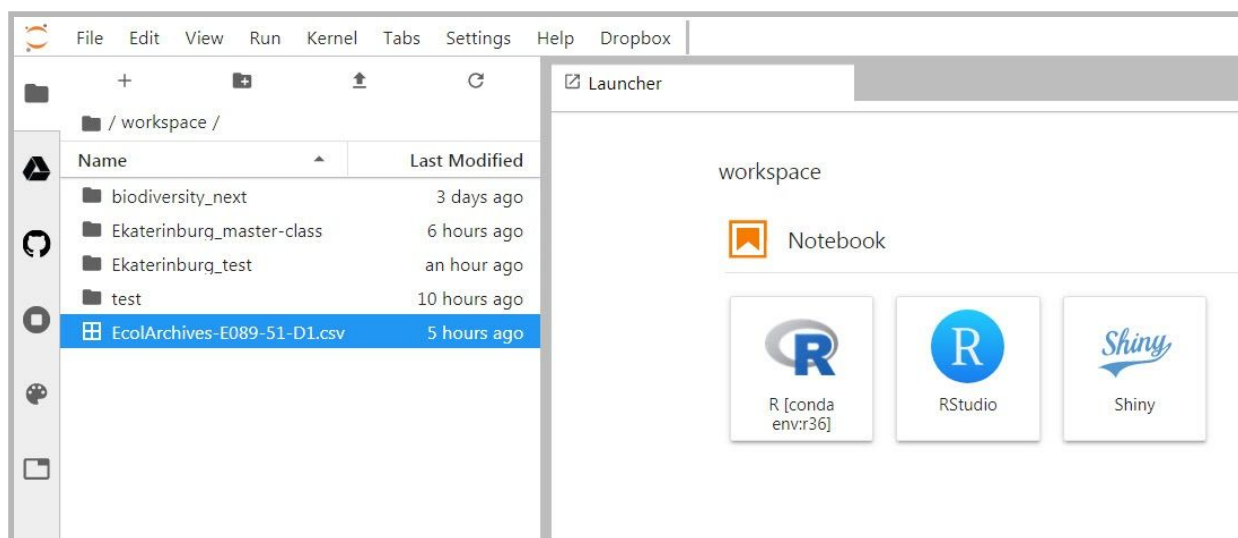 File Edit View Run Kernel Tabs Settings Help Dropbox
Launcher
/ workspace /
Name Last Modified
biodiversity_next 3 days ago
Ekaterinburg_master-class 6 hours ago
Ekaterinburg_test an hour ago
test 10 hours ago
EcolArchives-E089-51-D1.csv 5 hours ago
workspace
Notebook
R
R [conda
env:r36]
R
RStudio
Shiny
Shiny